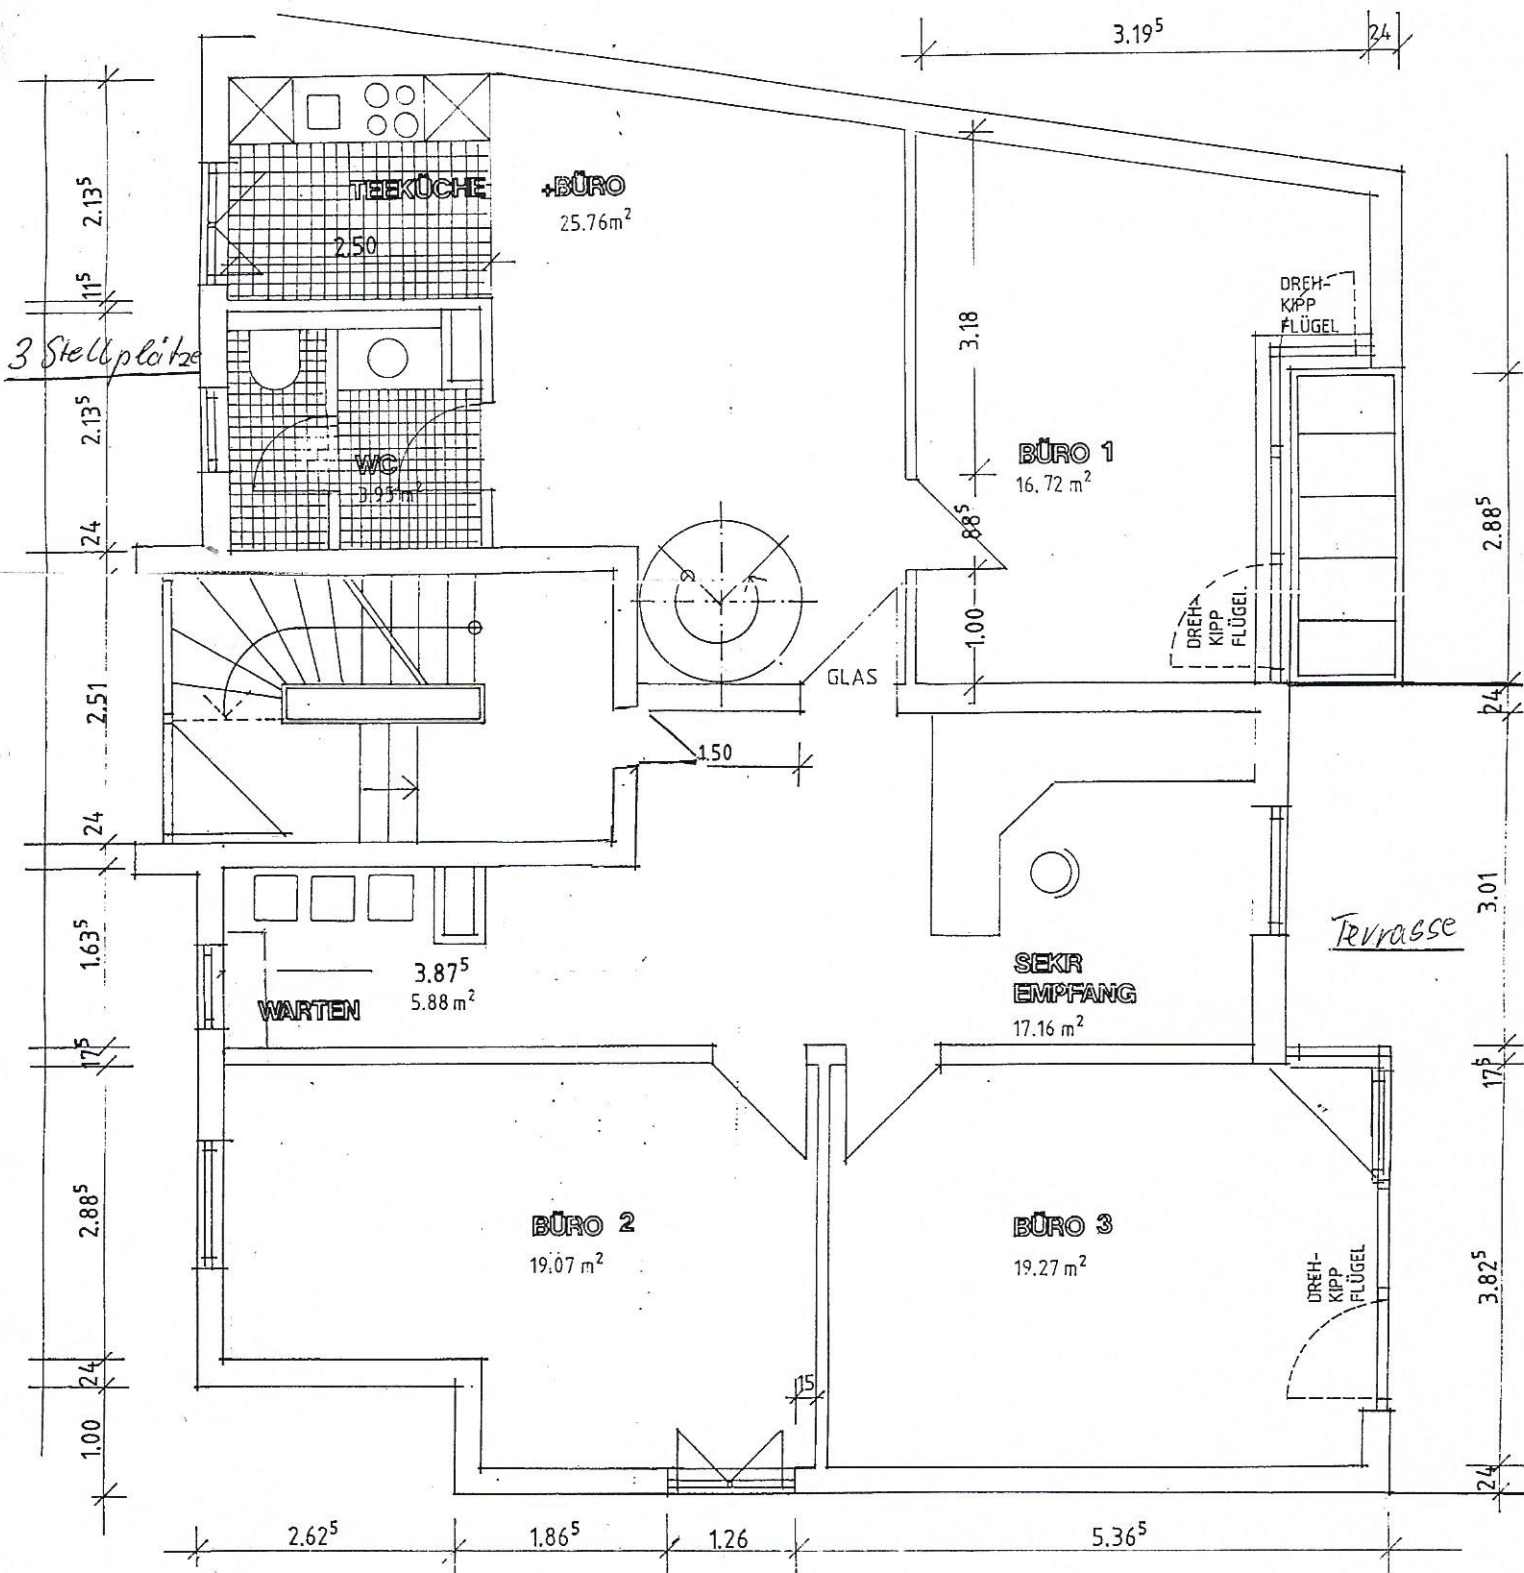 3.19⁵
24
2.13⁵
TEEKÜCHE
+BÜRO
25.76m²
2.50
11⁵
DREH-
KIPP
FLÜGEL
3 Stellplätze
3.18
2.13⁵
BÜRO 1
16.72 m²
WC
3.95 m²
24
88⁵
2.88⁵
DREH-
KIPP
FLÜGEL
1.00
GLAS
2.51
24
1.50
24
3.01
Terrasse
1.63⁵
3.87⁵
5.88 m²
WARTEN
SEKR
EMPFANG
17.16 m²
17⁵
17⁵
2.88⁵
BÜRO 2
19.07 m²
BÜRO 3
19.27 m²
DREH-
KIPP
FLÜGEL
3.82⁵
24
15
1.00
24
2.62⁵
1.86⁵
1.26
5.36⁵